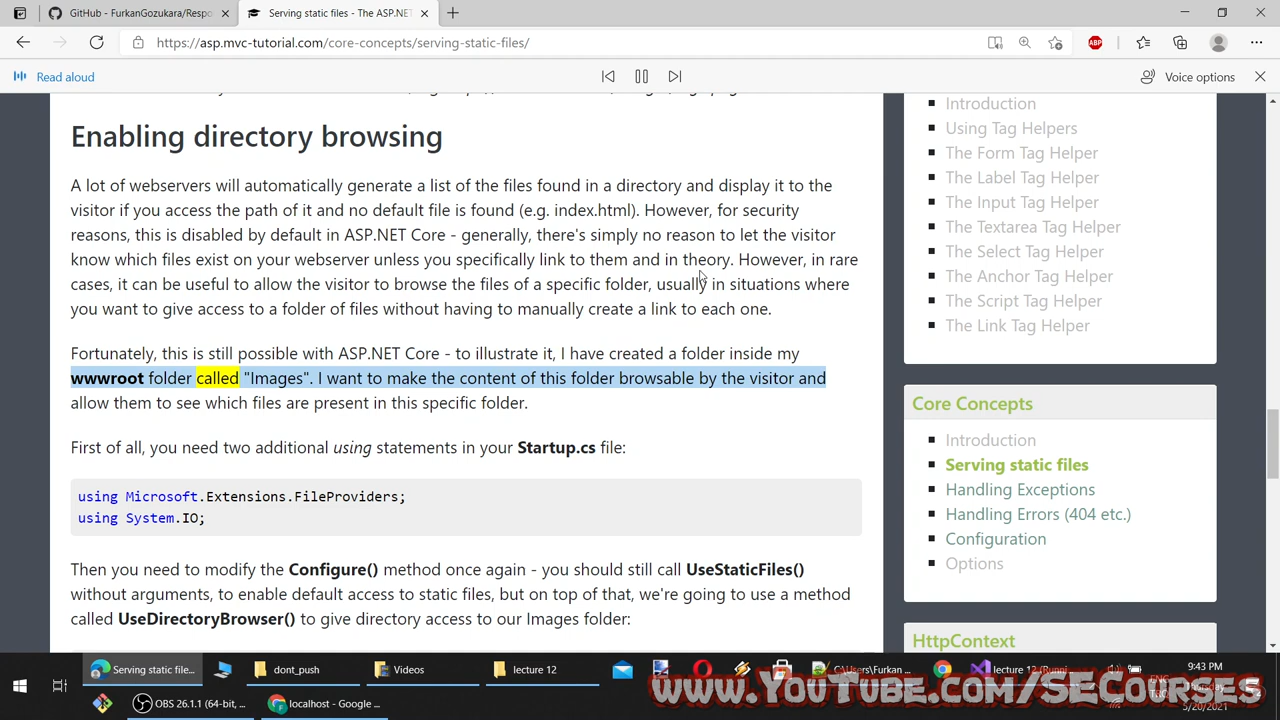 GitHub - FurkanGozukara/Respo
Serving static files - The ASP.NET
https://asp.mvc-tutorial.com/core-concepts/serving-static-files/
ABP
Read aloud
Voice options
Enabling directory browsing
A lot of webservers will automatically generate a list of the files found in a directory and display it to the
visitor if you access the path of it and no default file is found (e.g. index.html). However, for security
reasons, this is disabled by default in ASP.NET Core - generally, there's simply no reason to let the visitor
know which files exist on your webserver unless you specifically link to them and in theory. However, in rare
cases, it can be useful to allow the visitor to browse the files of a specific folder, usually in situations where
you want to give access to a folder of files without having to manually create a link to each one.
Fortunately, this is still possible with ASP.NET Core - to illustrate it, I have created a folder inside my
wwwroot folder called "Images". I want to make the content of this folder browsable by the visitor and
allow them to see which files are present in this specific folder.
First of all, you need two additional using statements in your Startup.cs file:
using Microsoft.Extensions.FileProviders;
using System.IO;
Then you need to modify the Configure() method once again - you should still call UseStaticFiles()
without arguments, to enable default access to static files, but on top of that, we're going to use a method
called UseDirectoryBrowser() to give directory access to our Images folder:
Introduction
Using Tag Helpers
The Form Tag Helper
The Label Tag Helper
The Input Tag Helper
The Textarea Tag Helper
The Select Tag Helper
The Anchor Tag Helper
The Script Tag Helper
The Link Tag Helper
Core Concepts
Introduction
Serving static files
Handling Exceptions
Handling Errors (404 etc.)
Configuration
Options
HttpContext
Serving static file...
dont_push
Videos
lecture 12
C:\Users\Furkan
lecture 12 (Runni
9:43 PM
ENG
5/20/2021
OBS 26.1.1 (64-bit, ...
localhost - Google ...
www.YouTube.com/SECourses